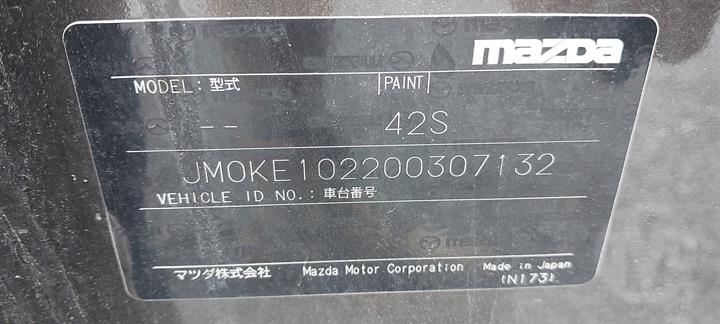 mazda
MODEL: 型式 PAINT
-- 42S
JM0KE102200307132
VEHICLE ID NO.: 車台番号
マツダ株式会社 Mazda Motor Corporation Made in Japan
(N173)